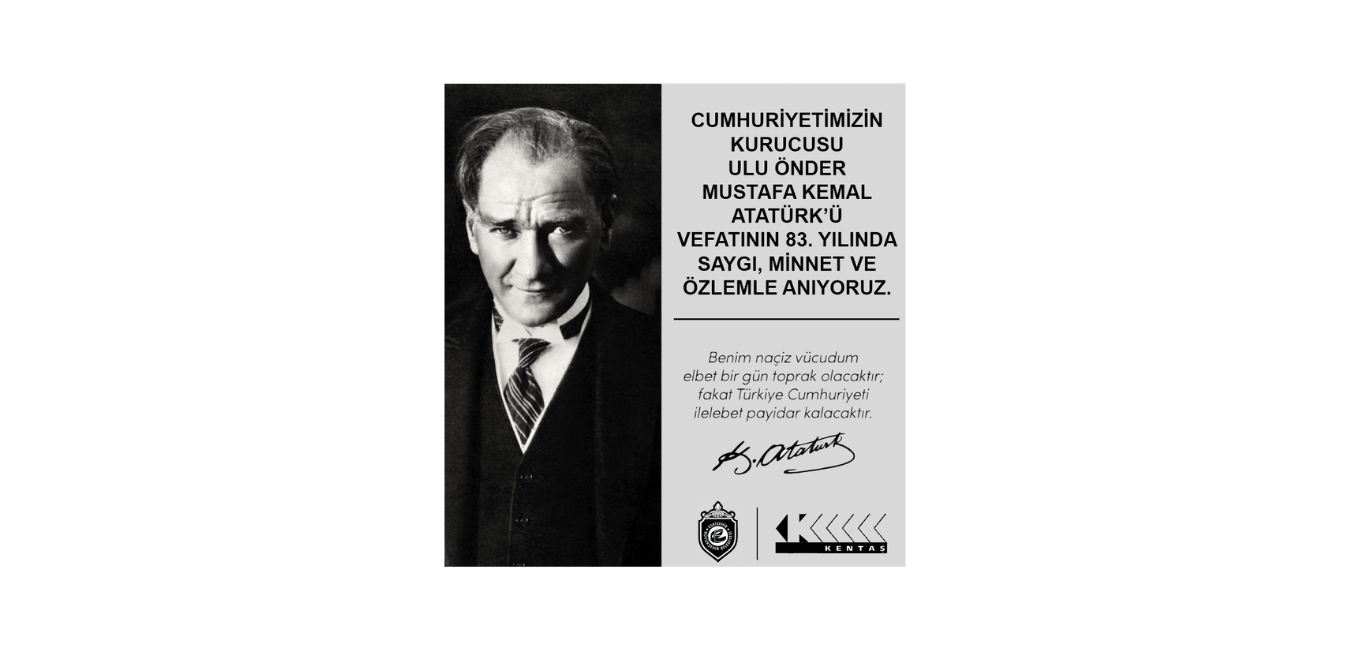 CUMHURİYETİMİZİN
KURUCUSU
ULU ÖNDER
MUSTAFA KEMAL
ATATÜRK’Ü
VEFATININ 83. YILINDA
SAYGI, MİNNET VE
ÖZLEMLE ANIYORUZ.
Benim naçiz vücudum
elbet bir gün toprak olacaktır;
fakat Türkiye Cumhuriyeti
ilelebet payidar kalacaktır.
K. Atatürk
K
KENTAŞ